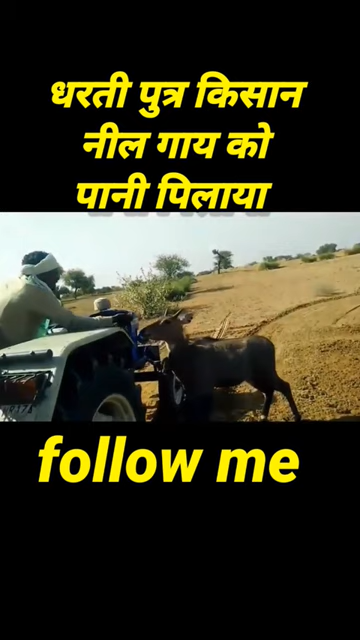 धरती पुत्र किसान
नील गाय को
पानी पिलाया
follow me